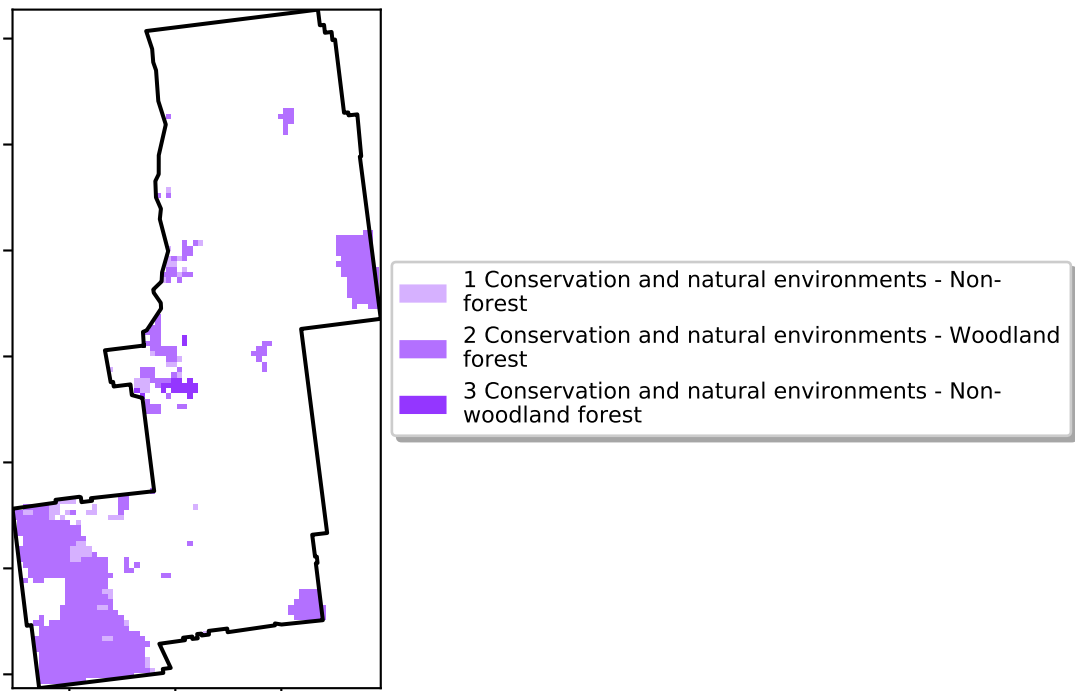 1 Conservation and natural environments - Non-
forest
2 Conservation and natural environments - Woodland
forest
3 Conservation and natural environments - Non-
woodland forest